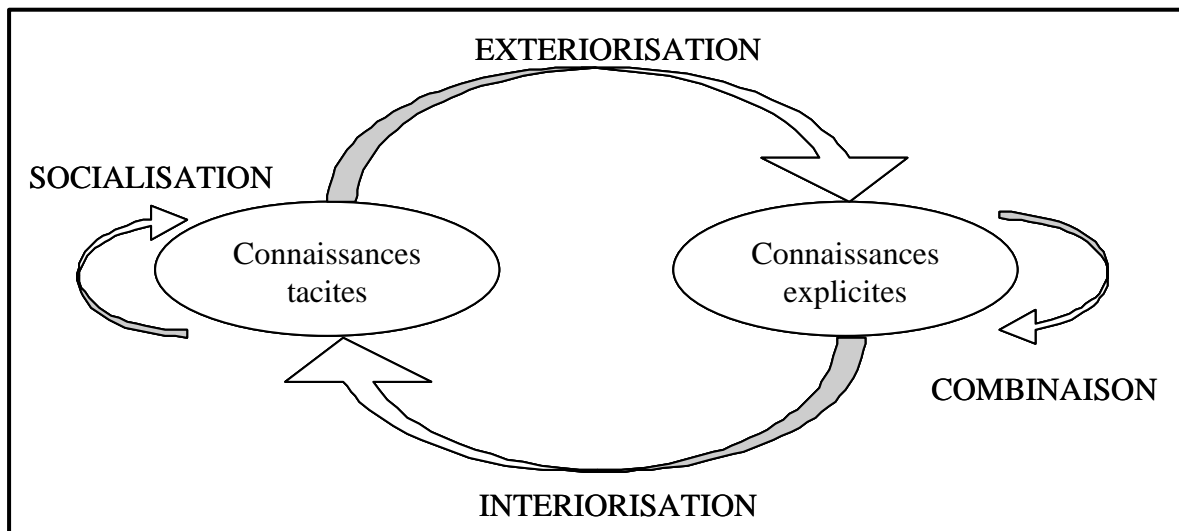 EXTERIORISATION
SOCIALISATION
Connaissances
tacites
Connaissances
explicites
COMBINAISON
INTERIORISATION